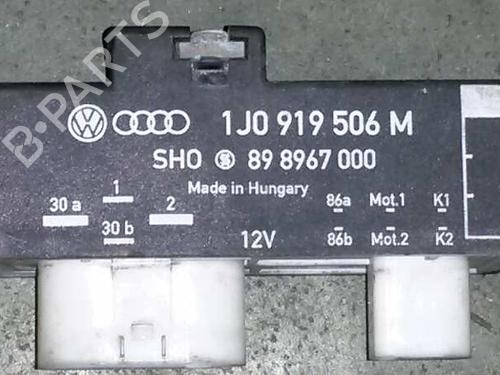 B-PARTS
1J0 919 506 M
SHO 89 8967 000
Made in Hungary
30 a 1 2 86a Mot.1 K1
30 b 12V 86b Mot.2 K2